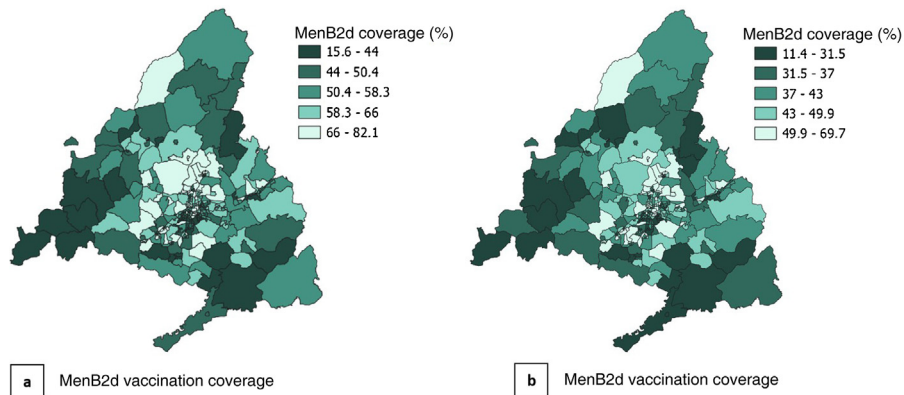 MenB2d coverage (%)
15.6 - 44
44 - 50.4
50.4 - 58.3
58.3 - 66
66 - 82.1
a MenB2d vaccination coverage
MenB2d coverage (%)
11.4 - 31.5
31.5 - 37
37 - 43
43 - 49.9
49.9 - 69.7
b MenB2d vaccination coverage